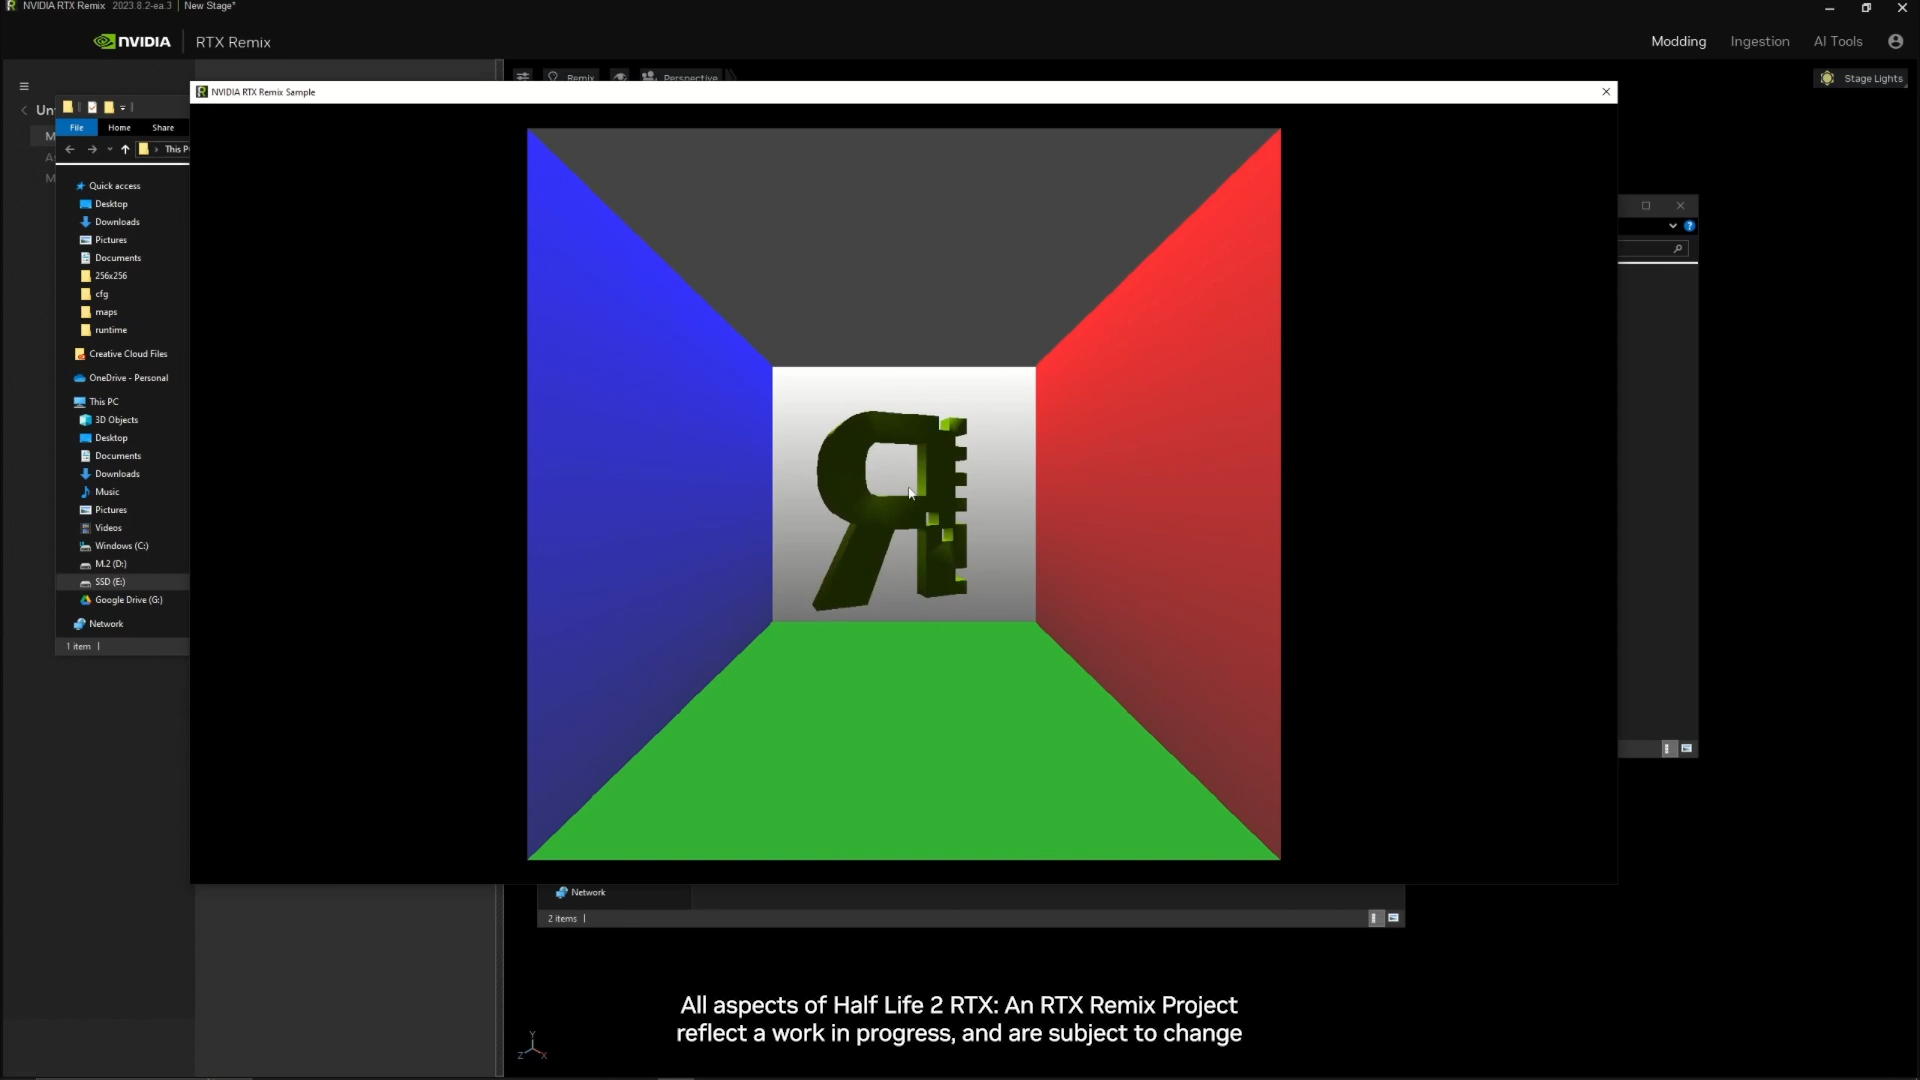 NVIDIA RTX Remix 2023.8.2-ea.3 | New Stage*
NVIDIA RTX Remix
Modding Ingestion AI Tools
Remix Perspective
Stage Lights
NVIDIA RTX Remix Sample
File Home Share
This P
Quick access
Desktop
Downloads
Pictures
Documents
256x256
cfg
maps
runtime
Creative Cloud Files
OneDrive - Personal
This PC
3D Objects
Desktop
Documents
Downloads
Music
Pictures
Videos
Windows (C:)
M.2 (D:)
SSD (E:)
Google Drive (G:)
Network
1 item
Network
2 items
All aspects of Half Life 2 RTX: An RTX Remix Project
reflect a work in progress, and are subject to change
Y
Z X